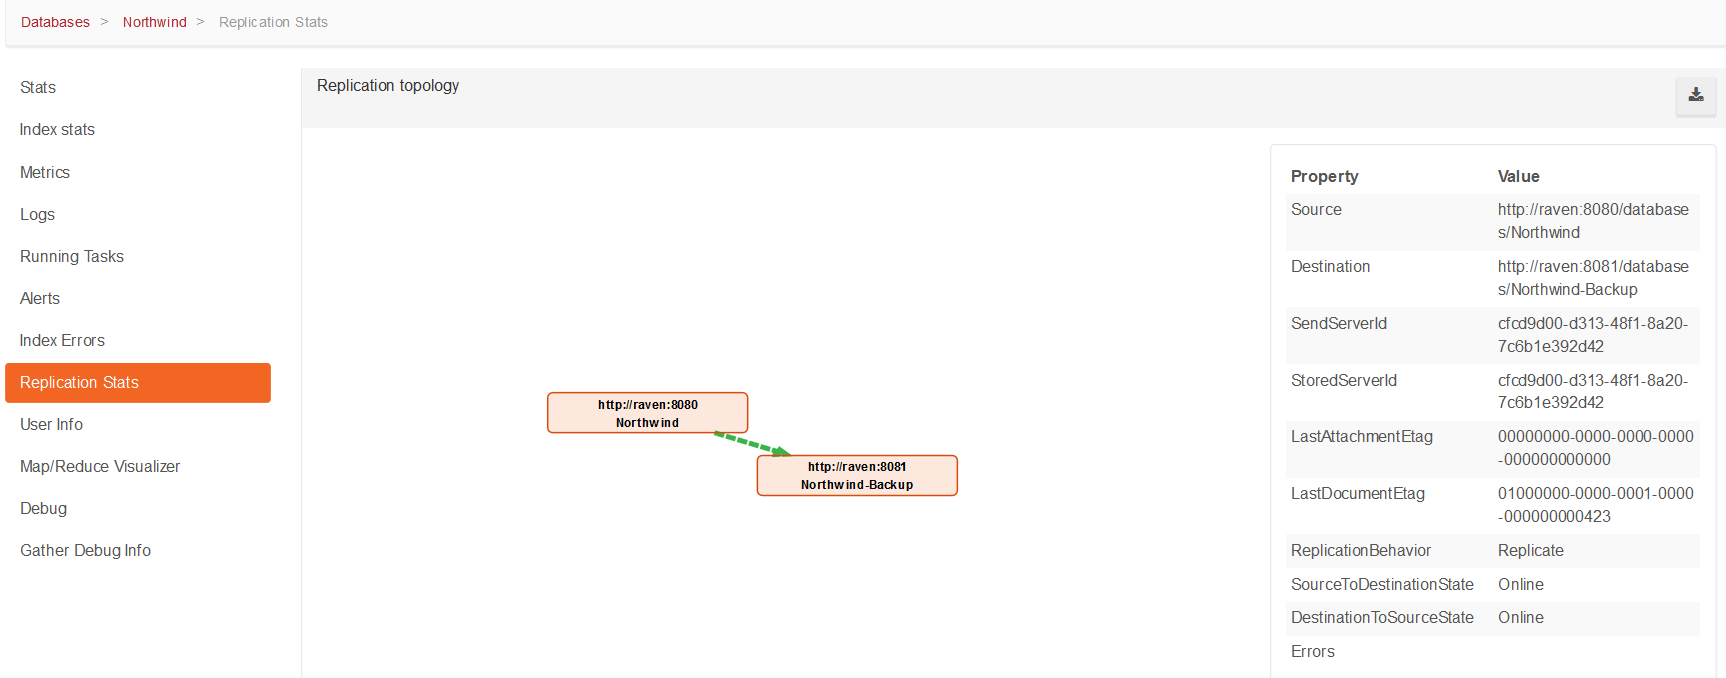 Databases > Northwind > Replication Stats
Stats
Index stats
Metrics
Logs
Running Tasks
Alerts
Index Errors
Replication Stats
User Info
Map/Reduce Visualizer
Debug
Gather Debug Info
Replication topology
http://raven:8080
Northwind
http://raven:8081
Northwind-Backup
Property Value
Source http://raven:8080/database
s/Northwind
Destination http://raven:8081/database
s/Northwind-Backup
SendServerId cfcd9d00-d313-48f1-8a20-
7c6b1e392d42
StoredServerId cfcd9d00-d313-48f1-8a20-
7c6b1e392d42
LastAttachmentEtag 00000000-0000-0000-0000
-000000000000
LastDocumentEtag 01000000-0000-0001-0000
-000000000423
ReplicationBehavior Replicate
SourceToDestinationState Online
DestinationToSourceState Online
Errors